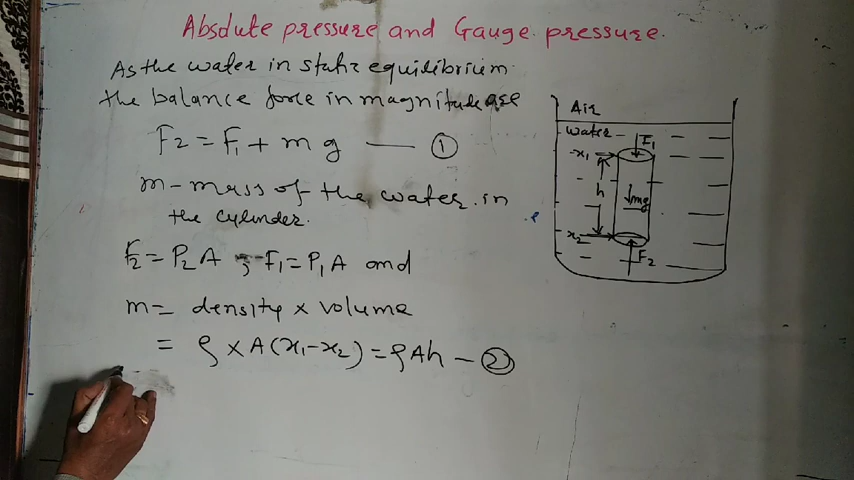 Absolute pressure and Gauge pressure.
As the water in static equilibrium
the balance force in magnitude are
F2 = F1 + mg — ①
m - mass of the water in
the cylinder.
F2 = P2 A ; F1 = P1 A and
m = density × volume
= ρ × A(x1 - x2) = ρAh — ②
Air
water
F1
x1
h
mg
x2
F2